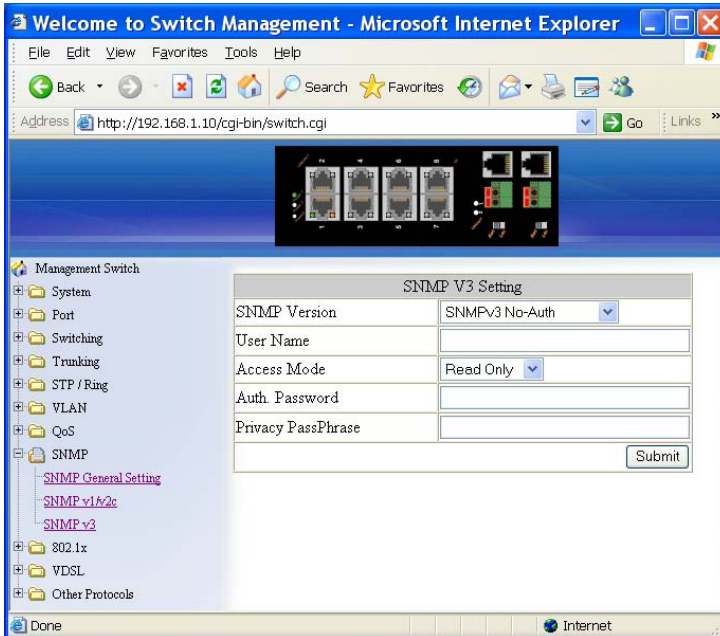 Welcome to Switch Management - Microsoft Internet Explorer
File Edit View Favorites Tools Help
Back Search Favorites
Address http://192.168.1.10/cgi-bin/switch.cgi Go Links »
Management Switch
System
Port
Switching
Trunking
STP / Ring
VLAN
QoS
SNMP
SNMP General Setting
SNMP v1/v2c
SNMP v3
802.1x
VDSL
Other Protocols
SNMP V3 Setting
SNMP Version SNMPv3 No-Auth
User Name
Access Mode Read Only
Auth. Password
Privacy PassPhrase
Submit
Done Internet